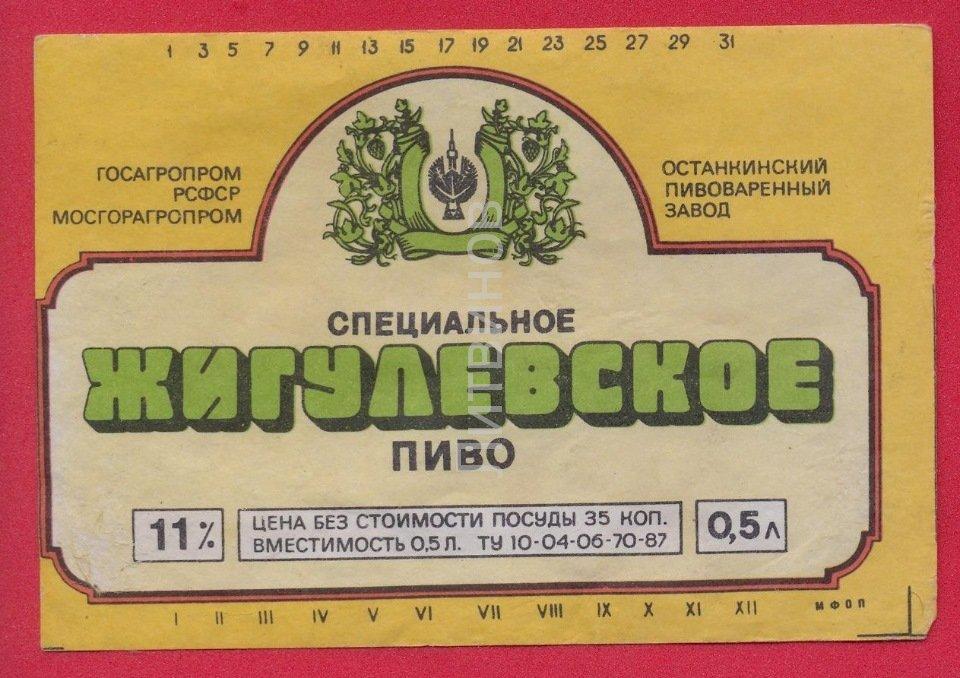 1 3 5 7 9 11 13 15 17 19 21 23 25 27 29 31
ГОСАГРОПРОМ
РСФСР
МОСГОРАГРОПРОМ
ОСТАНКИНСКИЙ
ПИВОВАРЕННЫЙ
ЗАВОД
СПЕЦИАЛЬНОЕ
ЖИГУЛЕВСКОЕ
ПИВО
11%
ЦЕНА БЕЗ СТОИМОСТИ ПОСУДЫ 35 КОП.
ВМЕСТИМОСТЬ 0,5 Л. ТУ 10-04-06-70-87
0,5 Л
I II III IV V VI VII VIII IX X XI XII
МФОП